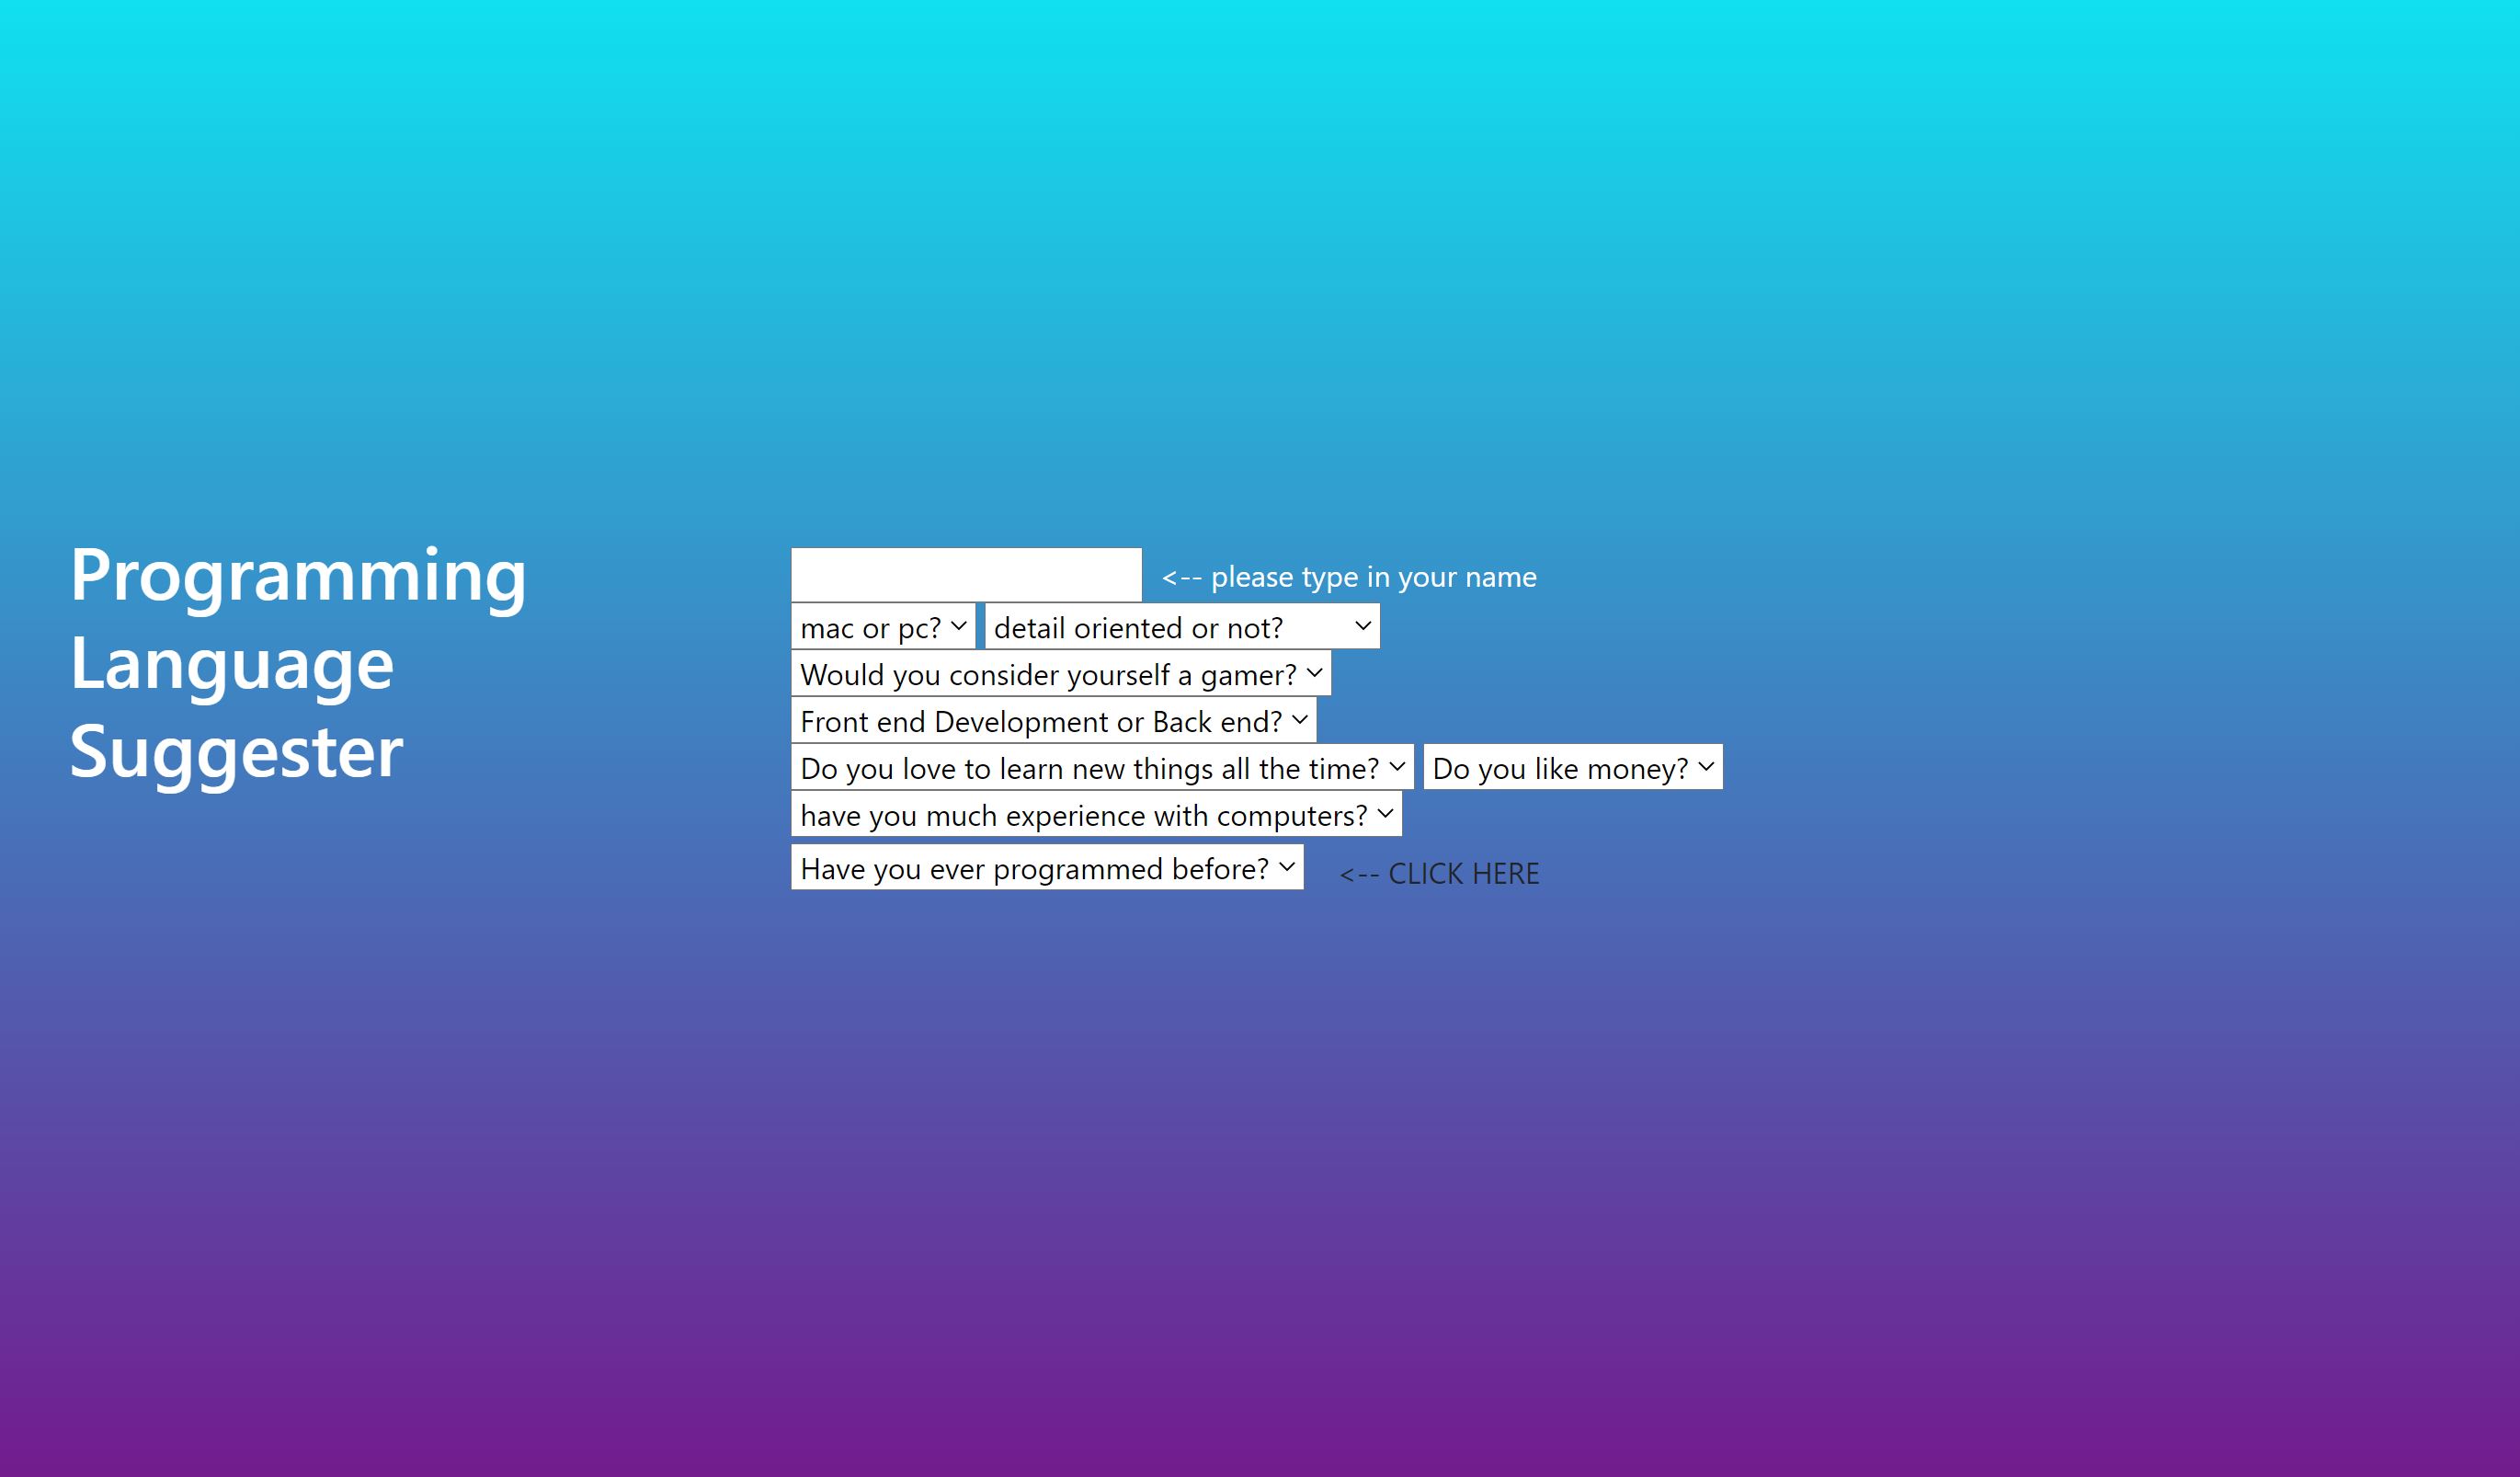 Programming
Language
Suggester
<-- please type in your name
mac or pc? detail oriented or not?
Would you consider yourself a gamer?
Front end Development or Back end?
Do you love to learn new things all the time? Do you like money?
have you much experience with computers?
Have you ever programmed before? <-- CLICK HERE